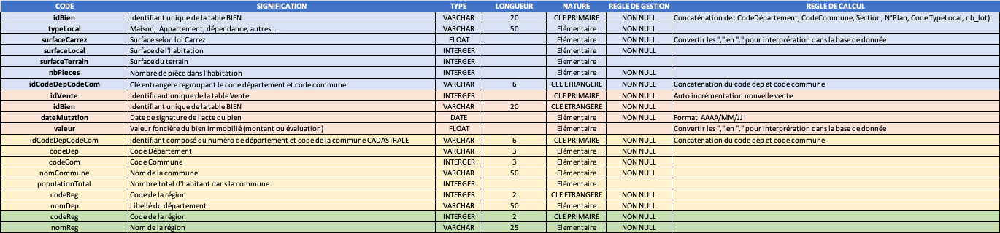 CODE SIGNIFICATION TYPE LONGUEUR NATURE REGLE DE GESTION REGLE DE CALCUL
idBien Identifiant unique de la table BIEN VARCHAR 20 CLE PRIMAIRE NON NULL Concaténation de : CodeDépartement, CodeCommune, Section, N°Plan, Code TypeLocal, nb_lot)
typeLocal Maison, Appartement, dépendance, autres... VARCHAR 50 Elémentaire NON NULL
surfaceCarrez Surface selon loi Carrez FLOAT Elémentaire NON NULL Convertir les "," en "." pour interprération dans la base de donnée
surfaceLocal Surface de l'habitation INTERGER Elémentaire NON NULL
surfaceTerrain Surface du terrain INTERGER Elémentaire
nbPieces Nombre de pièce dans l'habitation INTERGER Elémentaire NON NULL
idCodeDepCodeCom Clé entrangère regroupant le code département et code commune VARCHAR 6 CLE ETRANGERE NON NULL Concatenation du code dep et code commune
idVente Identificant unique de la table Vente INTERGER CLE PRIMAIRE NON NULL Auto incrémentation nouvelle vente
idBien Identifiant unique de la table BIEN VARCHAR 20 CLE ETRANGERE NON NULL
dateMutation Date de signature de l'acte du bien DATE Elémentaire NON NULL Format AAAA/MM/JJ
valeur Valeur foncière du bien immobilié (montant ou évaluation) FLOAT Elémentaire Convertir les "," en "." pour interprération dans la base de donnée
idCodeDepCodeCom Identifiant composé du numéro de département et code de la commune CADASTRALE VARCHAR 6 CLE PRIMAIRE NON NULL Concatenation du code dep et code commune
codeDep Code Département VARCHAR 3 Elémentaire NON NULL
codeCom Code Commune INTERGER 3 Elémentaire NON NULL
nomCommune Nom de la commune VARCHAR 50 Elémentaire NON NULL
populationTotal Nombre total d'habitant dans la commune INTERGER Elémentaire
codeReg Code de la région INTERGER 2 CLE ETRANGERE NON NULL
nomDep Libellé du département VARCHAR 50 Elémentaire NON NULL
codeReg Code de la région INTERGER 2 CLE PRIMAIRE NON NULL
nomReg Nom de la région VARCHAR 25 Elementaire NON NULL